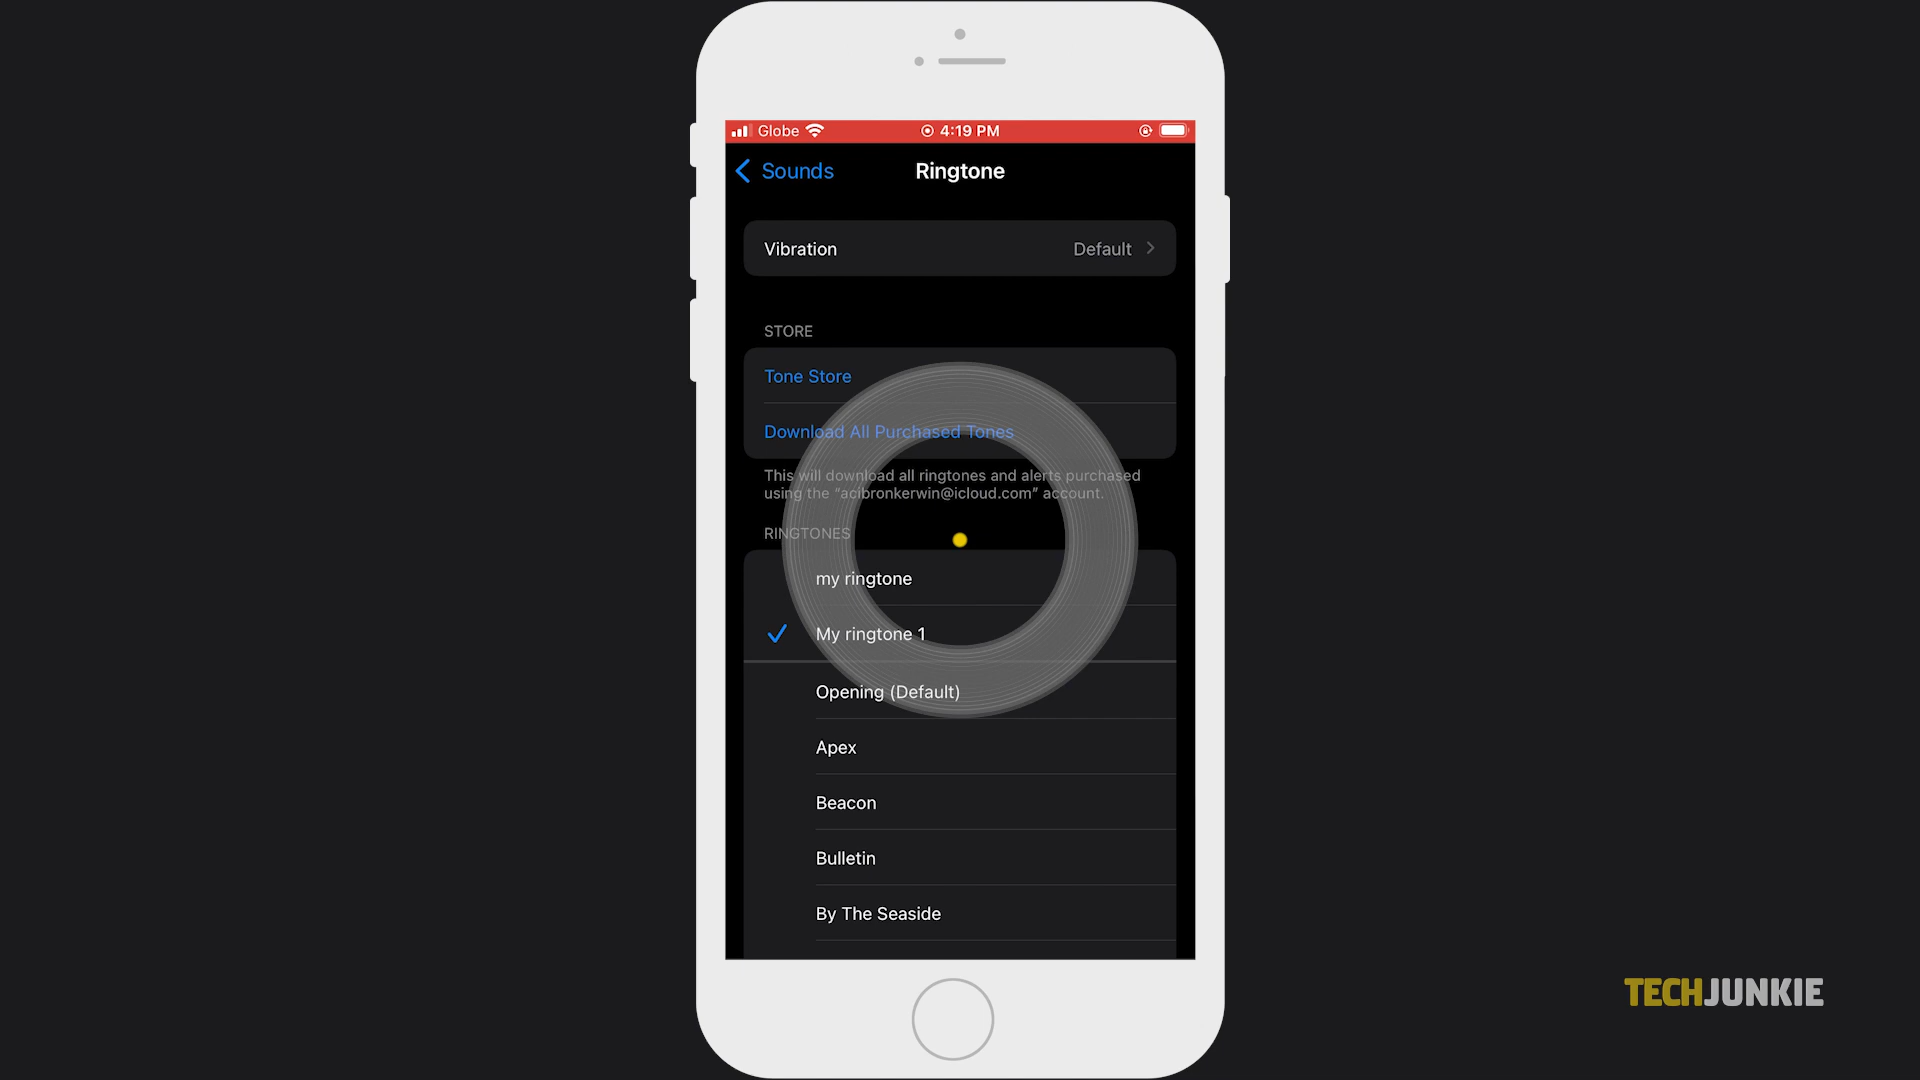 Globe 4:19 PM
Sounds Ringtone
Vibration Default
STORE
Tone Store
Download All Purchased Tones
This will download all ringtones and alerts purchased
using the “acibronkerwin@icloud.com” account.
RINGTONES
my ringtone
My ringtone 1
Opening (Default)
Apex
Beacon
Bulletin
By The Seaside
TECHJUNKIE